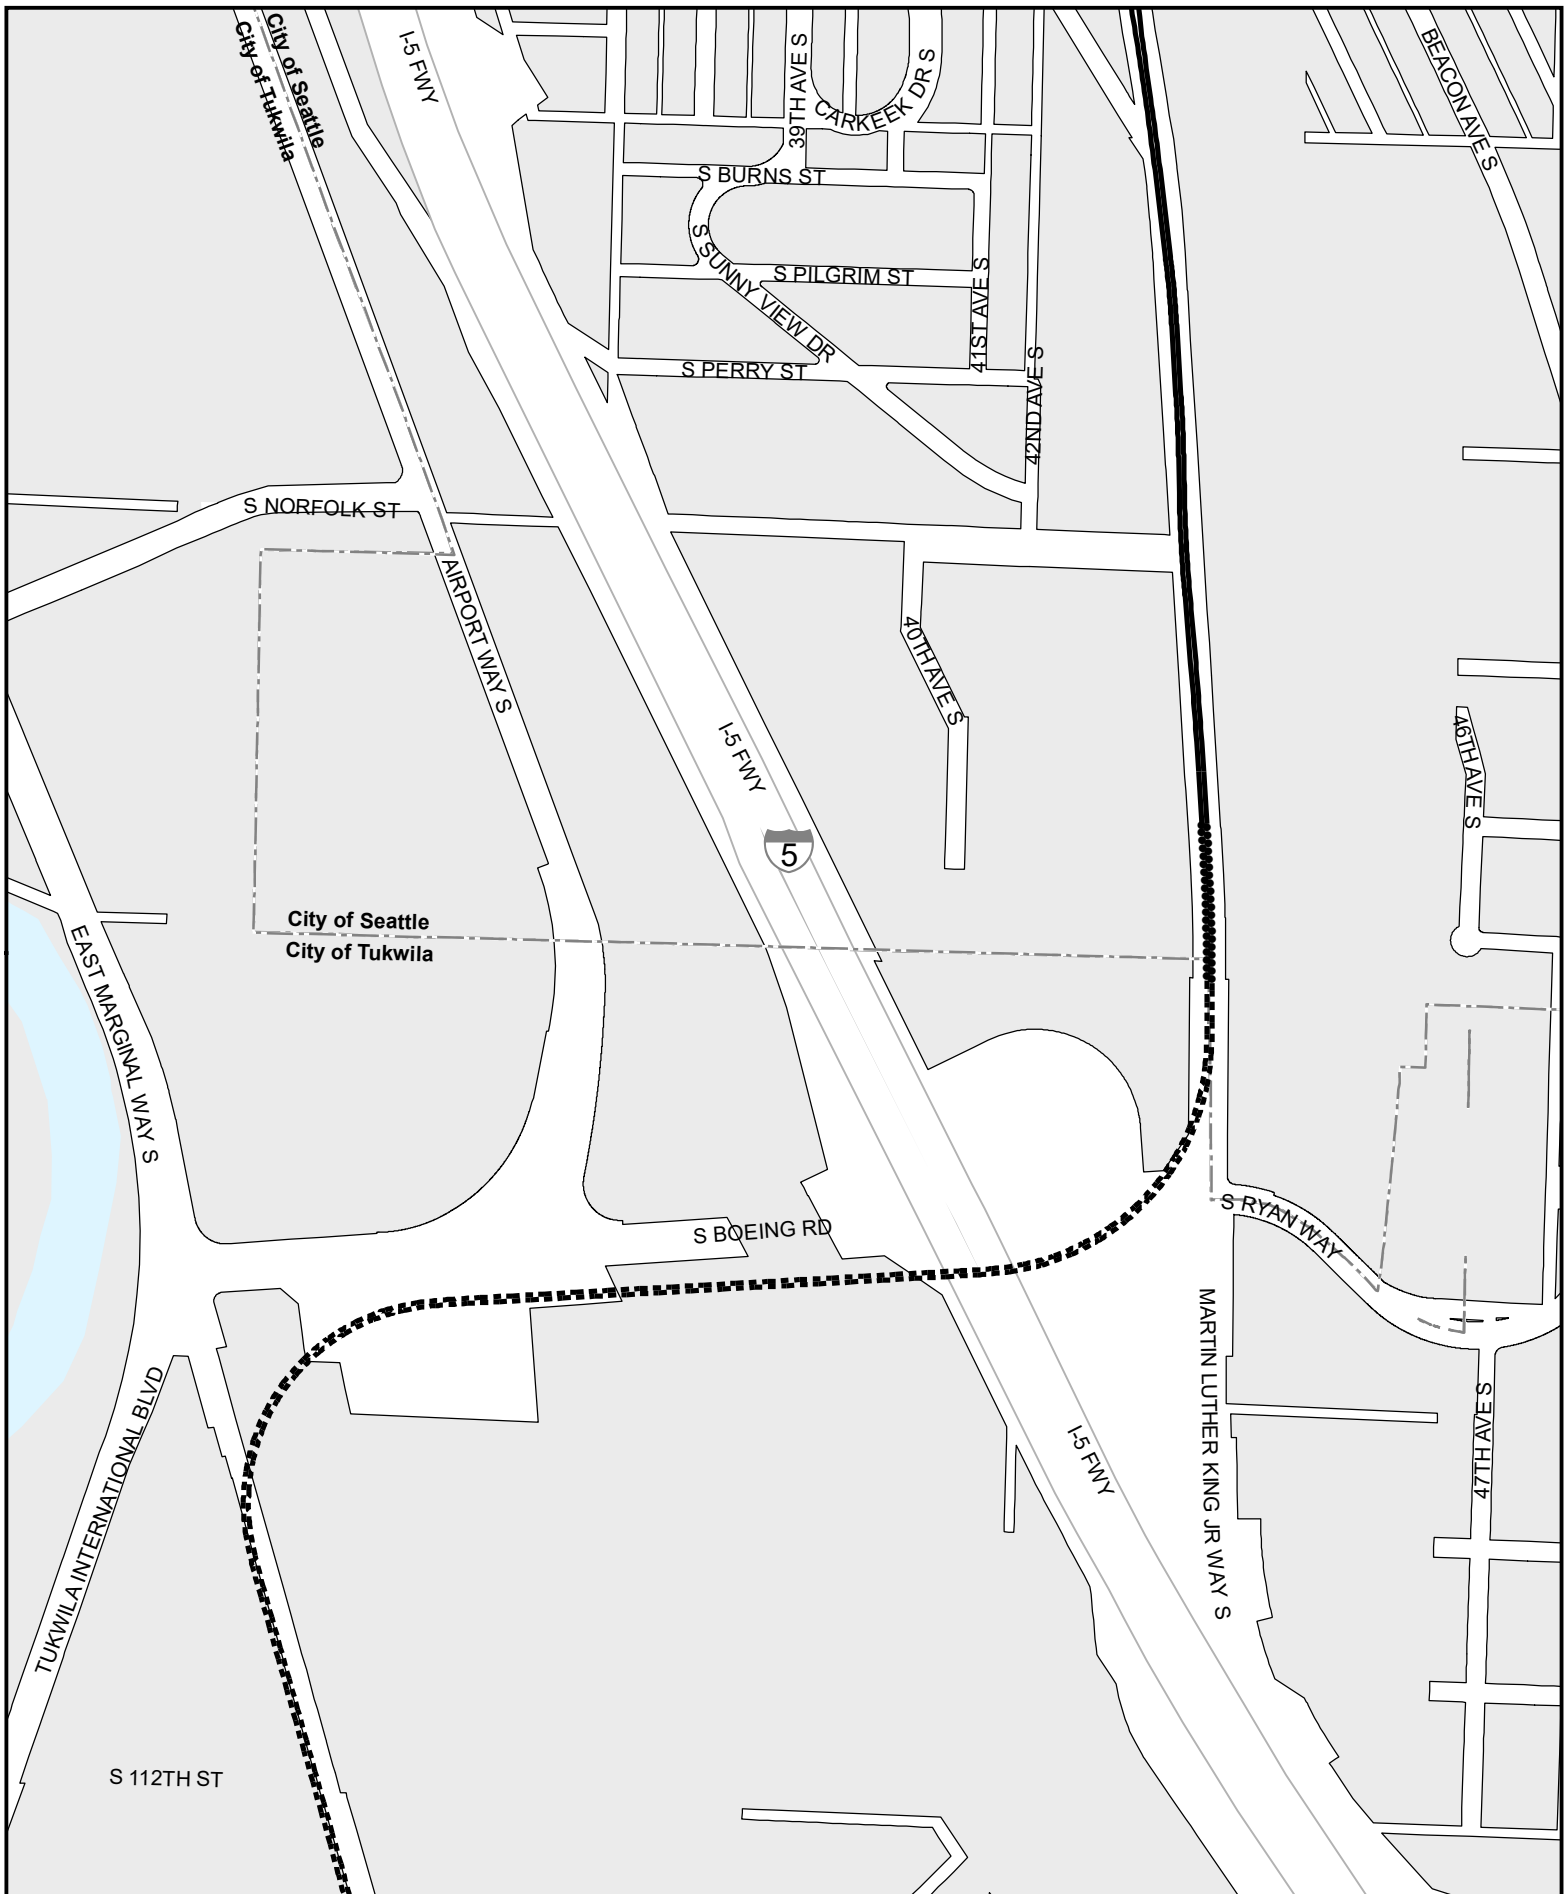 City of Seattle
City of Tukwila
I-5 FWY
39TH AVE S
CARKEEK DR S
BEACON AVE S
S BURNS ST
S SUNNY VIEW DR
S PILGRIM ST
41ST AVE S
S PERRY ST
42ND AVE S
S NORFOLK ST
AIRPORT WAY S
40TH AVE S
I-5 FWY
46TH AVE S
5
City of Seattle
City of Tukwila
EAST MARGINAL WAY S
S RYAN WAY
S BOEING RD
MARTIN LUTHER KING JR WAY S
TUKWILA INTERNATIONAL BLVD
47TH AVE S
I-5 FWY
S 112TH ST